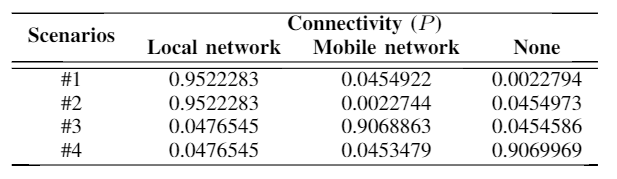 Scenarios Connectivity (P)
Local network Mobile network None
#1 0.9522283 0.0454922 0.0022794
#2 0.9522283 0.0022744 0.0454973
#3 0.0476545 0.9068863 0.0454586
#4 0.0476545 0.0453479 0.9069969